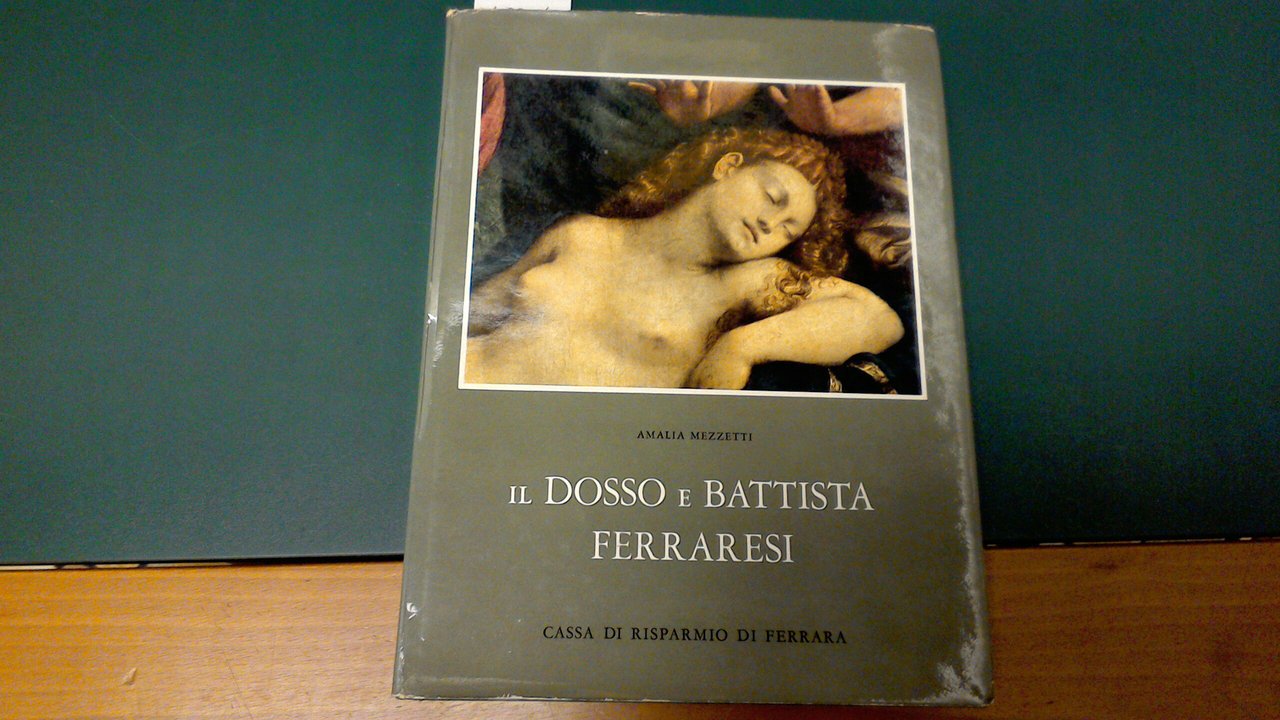 AMALIA MEZZETTI
IL DOSSO E BATTISTA
FERRARESI
CASSA DI RISPARMIO DI FERRARA